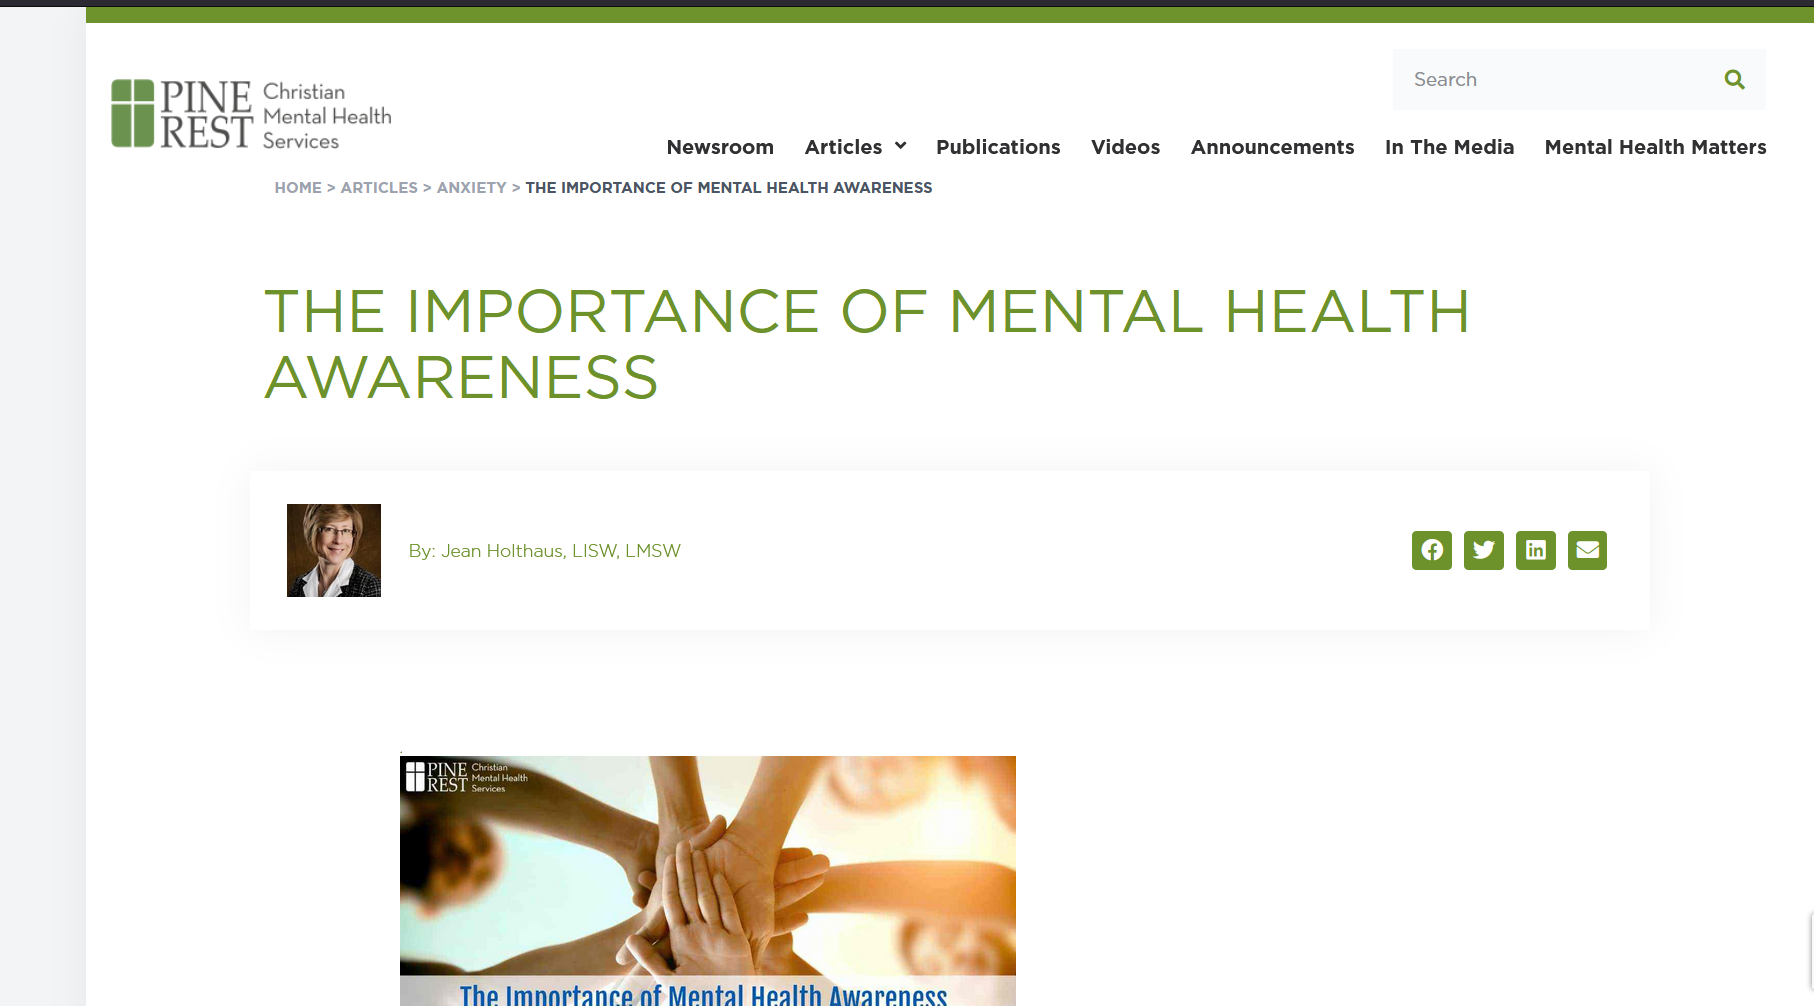 PINE REST Christian Mental Health Services
Search
Newsroom Articles Publications Videos Announcements In The Media Mental Health Matters
HOME > ARTICLES > ANXIETY > THE IMPORTANCE OF MENTAL HEALTH AWARENESS
THE IMPORTANCE OF MENTAL HEALTH
AWARENESS
By: Jean Holthaus, LISW, LMSW
PINE REST Christian Mental Health Services
The Importance of Mental Health Awareness